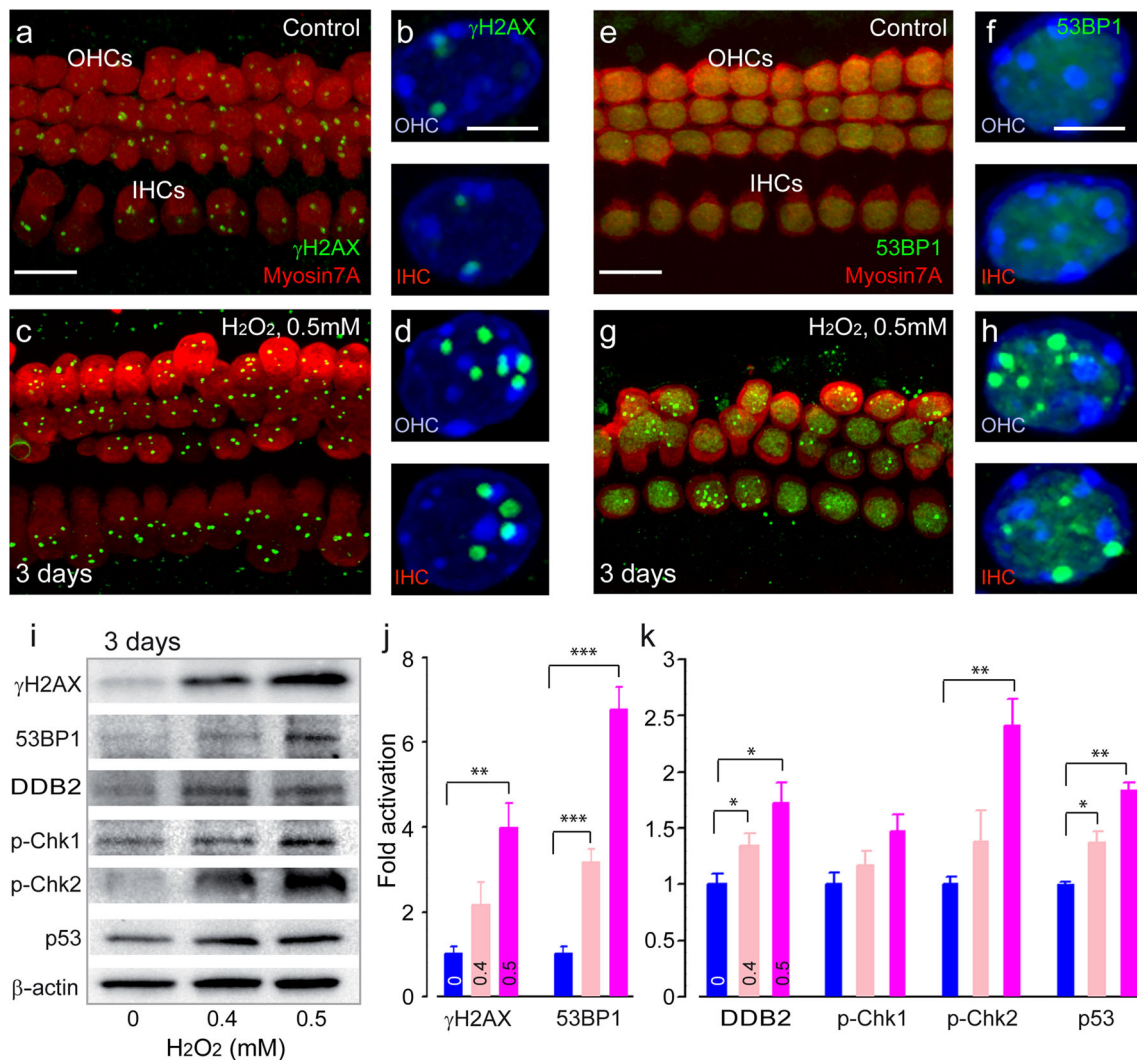 a
OHCs
Control
IHCs
γH2AX
Myosin7A
b
γH2AX
OHC
IHC
c
H2O2, 0.5mM
3 days
d
OHC
IHC
e
Control
OHCs
IHCs
53BP1
Myosin7A
f
53BP1
OHC
IHC
g
H2O2, 0.5mM
3 days
h
OHC
IHC
i
3 days
γH2AX
53BP1
DDB2
p-Chk1
p-Chk2
p53
β-actin
0 0.4 0.5
H2O2 (mM)
j
Fold activation
8
6
4
2
0
**
***
***
0
0.4
0.5
γH2AX 53BP1
k
3
2.5
2
1.5
1
0.5
0
*
*
**
*
**
0
0.4
0.5
DDB2 p-Chk1 p-Chk2 p53